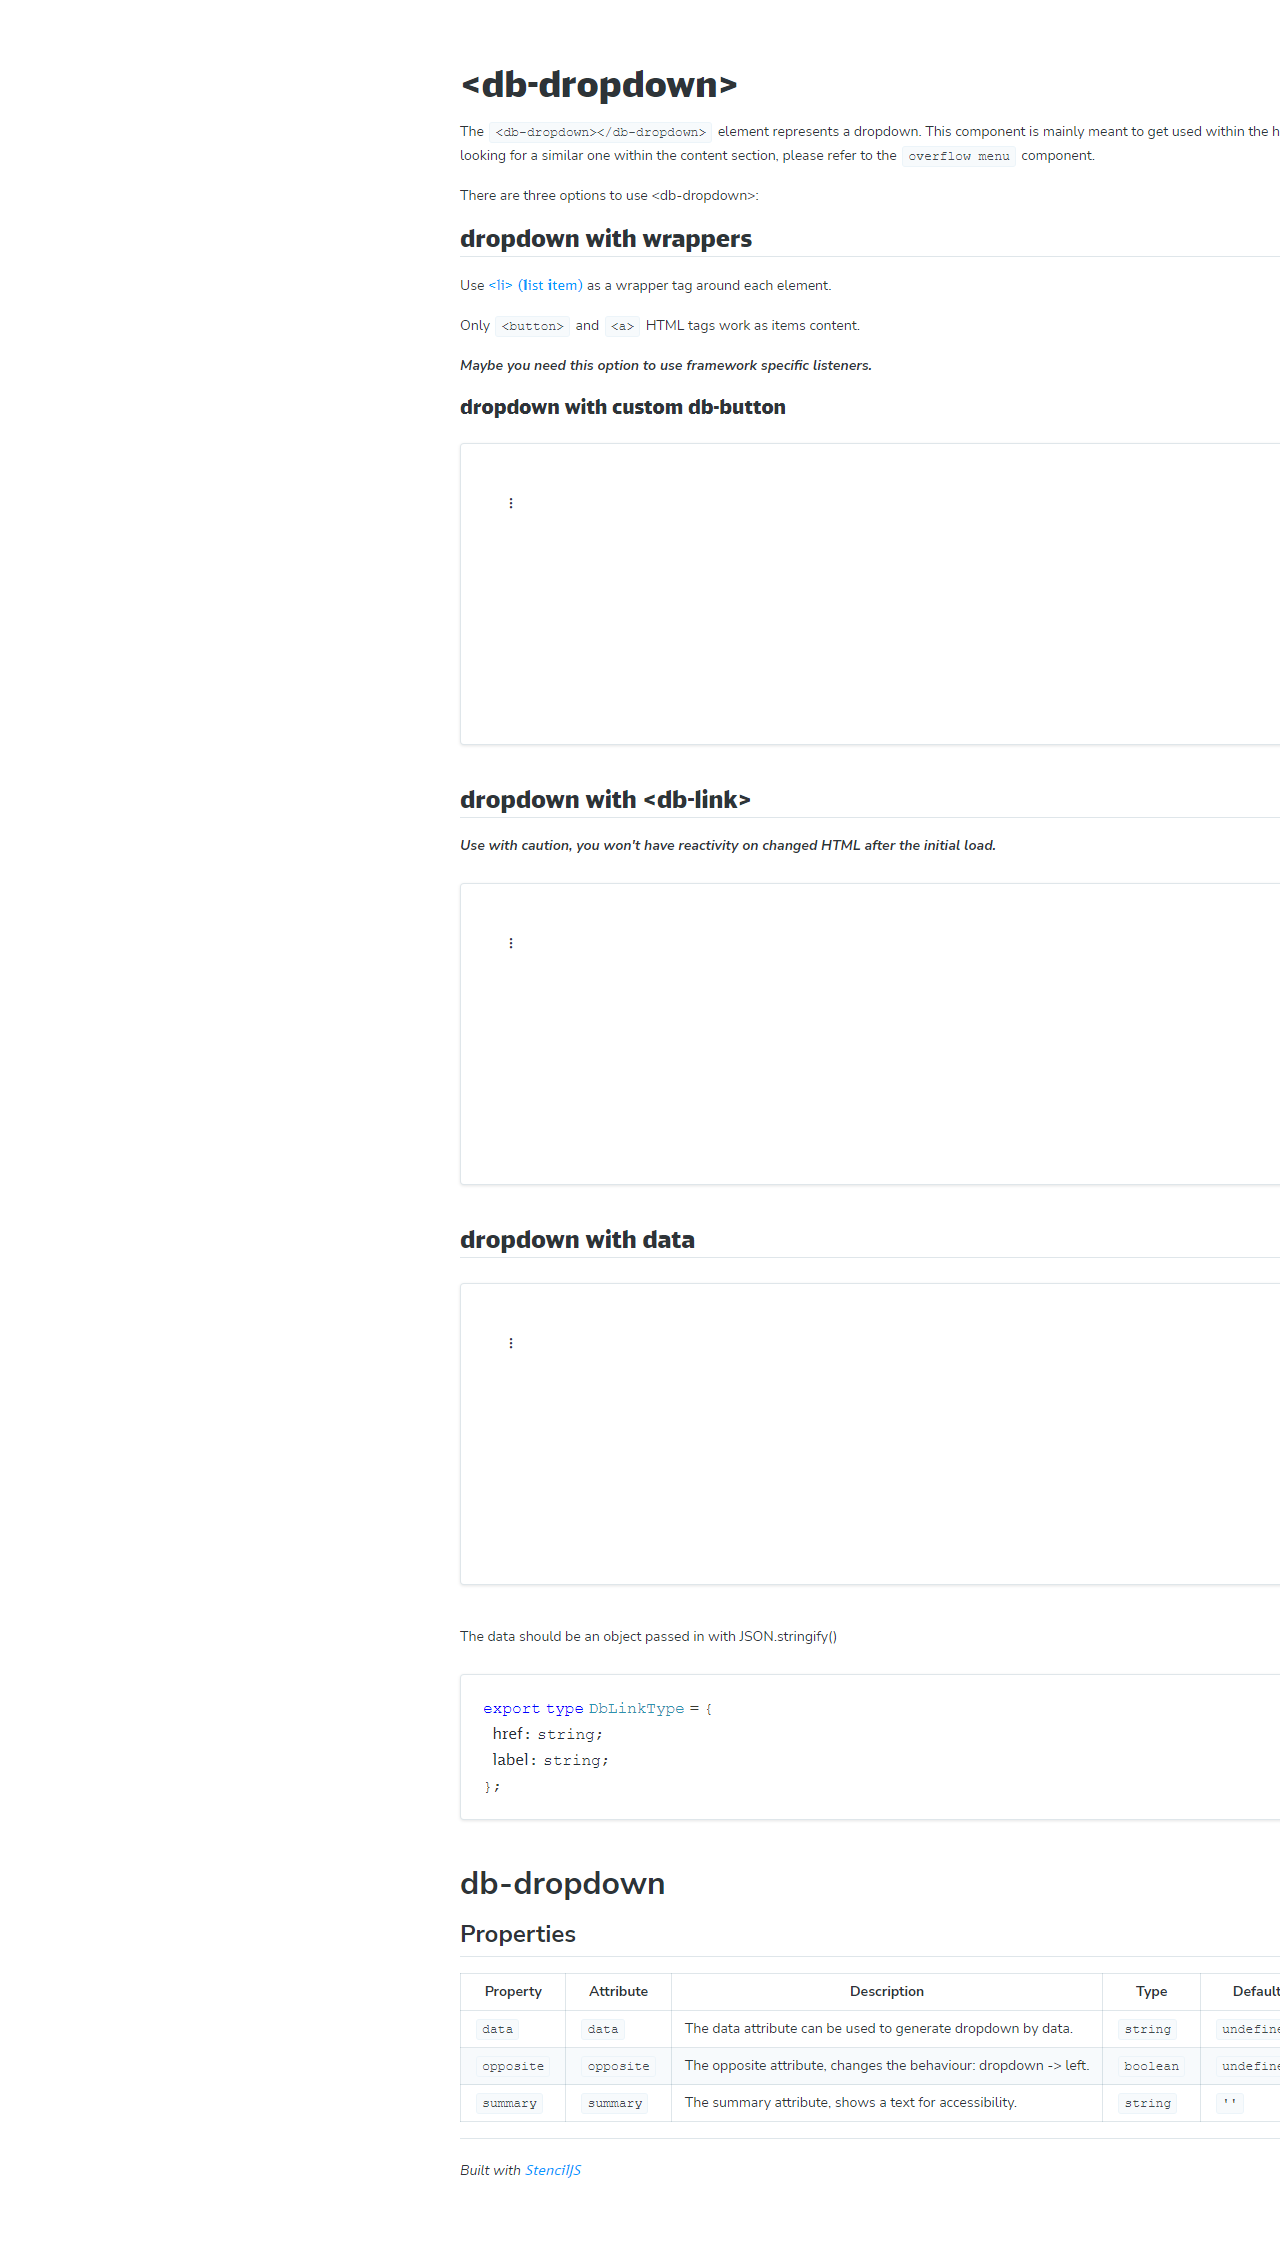 <db-dropdown>
The <db-dropdown></db-dropdown> element represents a dropdown. This component is mainly meant to get used within the
looking for a similar one within the content section, please refer to the overflow menu component.
There are three options to use <db-dropdown>:
dropdown with wrappers
Use <li> (list item) as a wrapper tag around each element.
Only <button> and <a> HTML tags work as items content.
Maybe you need this option to use framework specific listeners.
dropdown with custom db-button
dropdown with <db-link>
Use with caution, you won't have reactivity on changed HTML after the initial load.
dropdown with data
The data should be an object passed in with JSON.stringify()
export type DbLinkType = {
href: string;
label: string;
};
db-dropdown
Properties
Property Attribute Description Type Default
data data The data attribute can be used to generate dropdown by data. string undefine
opposite opposite The opposite attribute, changes the behaviour: dropdown -> left. boolean undefine
summary summary The summary attribute, shows a text for accessibility. string ''
Built with StencilJS